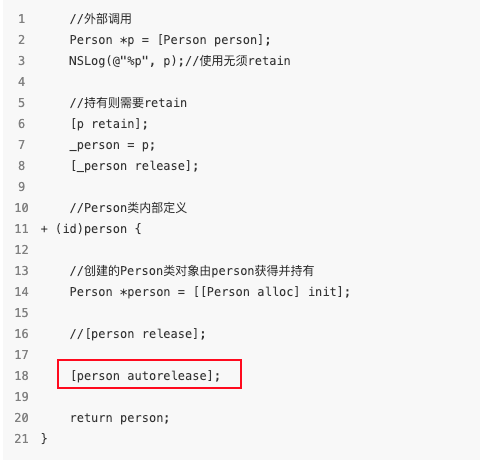 1 //外部调用
2 Person *p = [Person person];
3 NSLog(@"%p", p);//使用无须retain
4
5 //持有则需要retain
6 [p retain];
7 _person = p;
8 [_person release];
9
10 //Person类内部定义
11 + (id)person {
12
13 //创建的Person类对象由person获得并持有
14 Person *person = [[Person alloc] init];
15
16 //[person release];
17
18 [person autorelease];
19
20 return person;
21 }